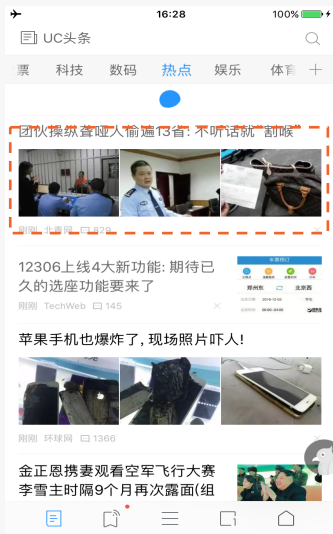 16:28
100%
UC头条
票 科技 数码 热点 娱乐 体育
团伙操纵聋哑人偷遍13省: 不听话就"割喉"
刚刚 北青网 829
12306上线4大新功能: 期待已
久的选座功能要来了
刚刚 TechWeb 145
车票预订
郑州东 北京西
苹果手机也爆炸了, 现场照片吓人!
刚刚 环球网 1366
金正恩携妻观看空军飞行大赛
李雪主时隔9个月再次露面(组